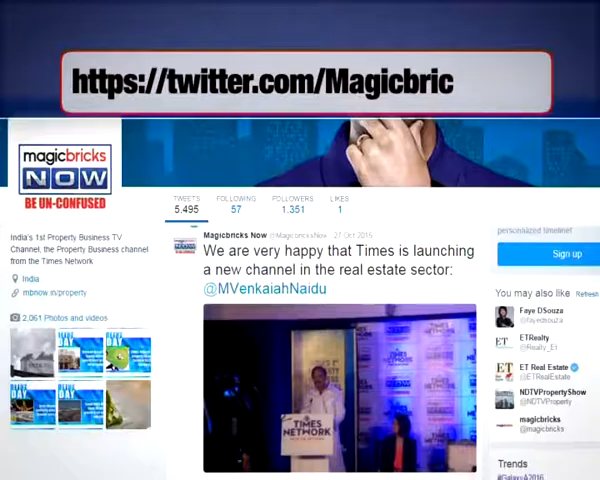 https://twitter.com/Magicbric
magicbricks
NOW
BE UN-CONFUSED
TWEETS FOLLOWING FOLLOWERS LIKES
5,495 57 1,351 1
India's 1st Property Business TV
Channel, the Property Business channel
from the Times Network
India
mbnow.in/property
2,061 Photos and videos
Magicbricks Now @MagicbricksNow 27 Oct 2016
We are very happy that Times is launching
a new channel in the real estate sector:
@MVenkaiahNaidu
TIMES
NETWORK
TIMES
NETWORK
personalized timeline!
Sign up
You may also like Refresh
Faye DSouza
@fayedsouza
ETRealty
@Realty_Et
ET Real Estate
@ETRealEstate
NDTVPropertyShow
@NDTVProperty
magicbricks
@magicbricks
Trends
#GalaxyA2016